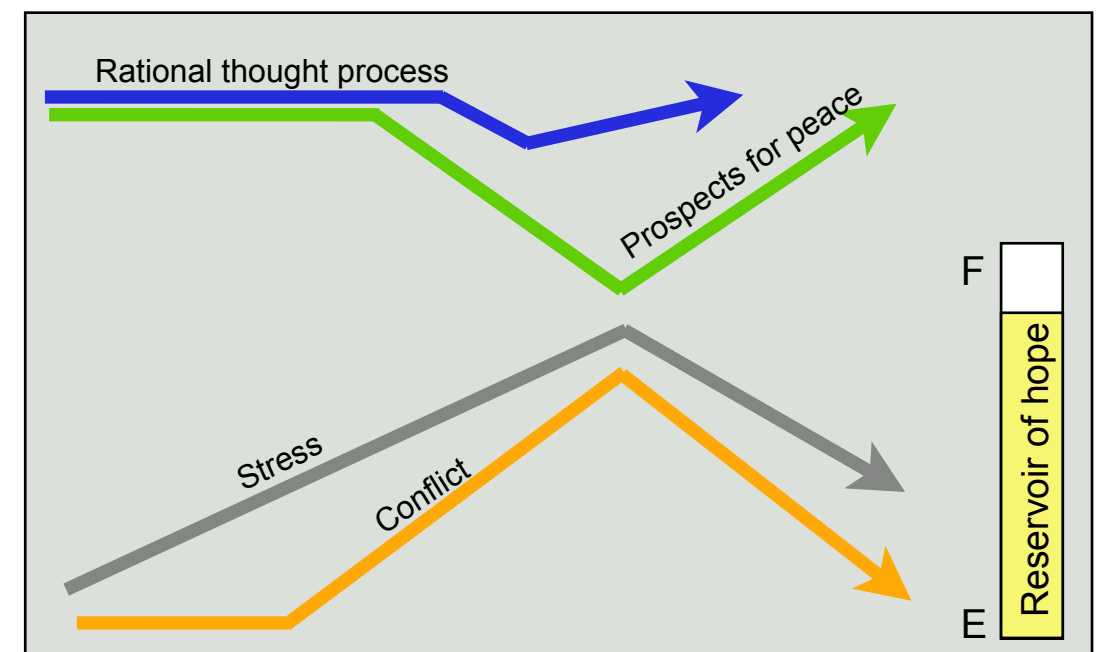 Rational thought process
Prospects for peace
F
Reservoir of hope
Stress
Conflict
E